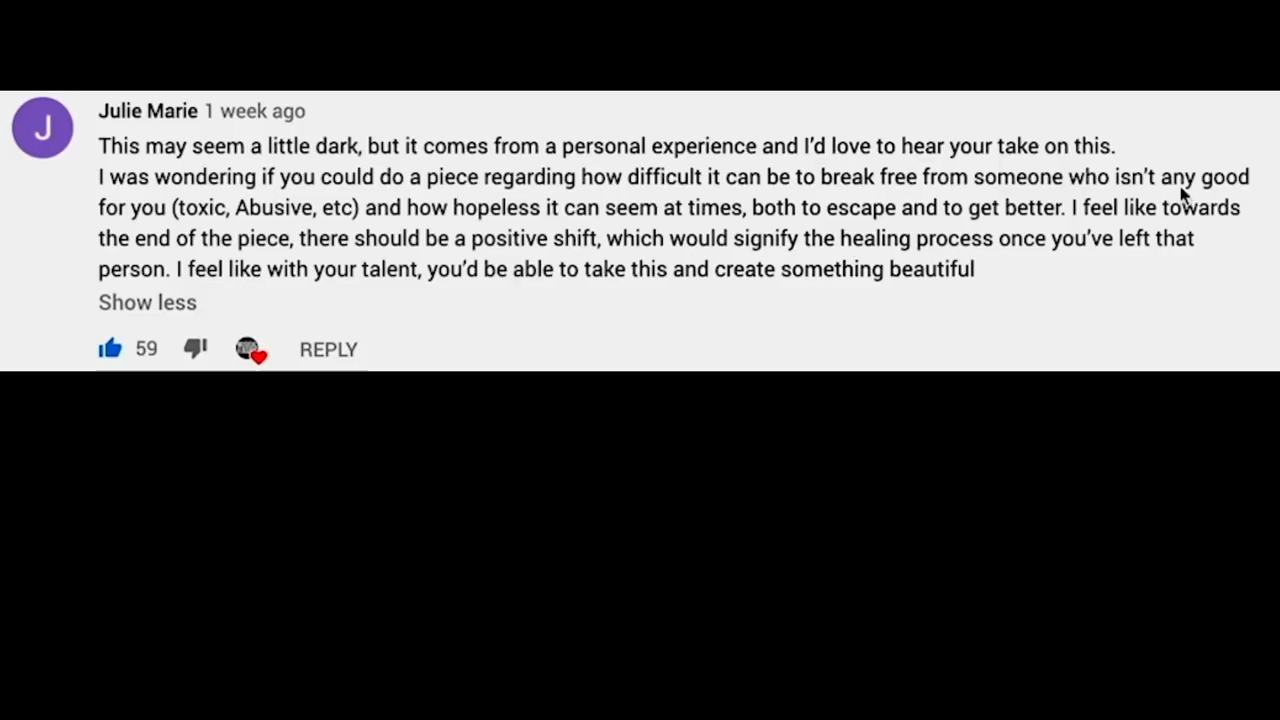 J
Julie Marie 1 week ago
This may seem a little dark, but it comes from a personal experience and I'd love to hear your take on this.
I was wondering if you could do a piece regarding how difficult it can be to break free from someone who isn't any good
for you (toxic, Abusive, etc) and how hopeless it can seem at times, both to escape and to get better. I feel like towards
the end of the piece, there should be a positive shift, which would signify the healing process once you've left that
person. I feel like with your talent, you'd be able to take this and create something beautiful
Show less
59 REPLY